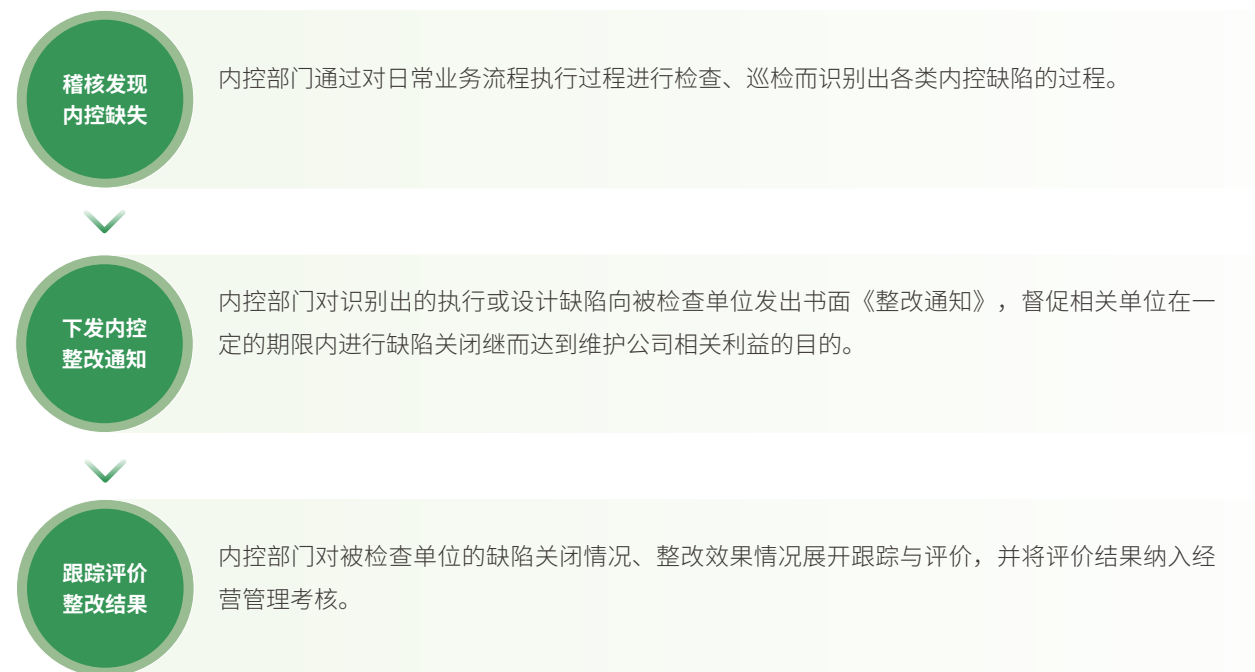 稽核发现
内控缺失
内控部门通过对日常业务流程执行过程进行检查、巡检而识别出各类内控缺陷的过程。
下发内控
整改通知
内控部门对识别出的执行或设计缺陷向被检查单位发出书面《整改通知》，督促相关单位在一
定的期限内进行缺陷关闭继而达到维护公司相关利益的目的。
跟踪评价
整改结果
内控部门对被检查单位的缺陷关闭情况、整改效果情况展开跟踪与评价，并将评价结果纳入经
营管理考核。